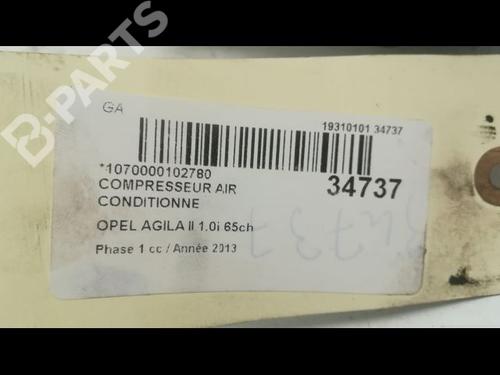 B-PARTS
GA
19310101 34737
*1070000102780
COMPRESSEUR AIR
CONDITIONNE
34737
OPEL AGILA II 1.0i 65ch
Phase 1 cc / Année 2013
34737